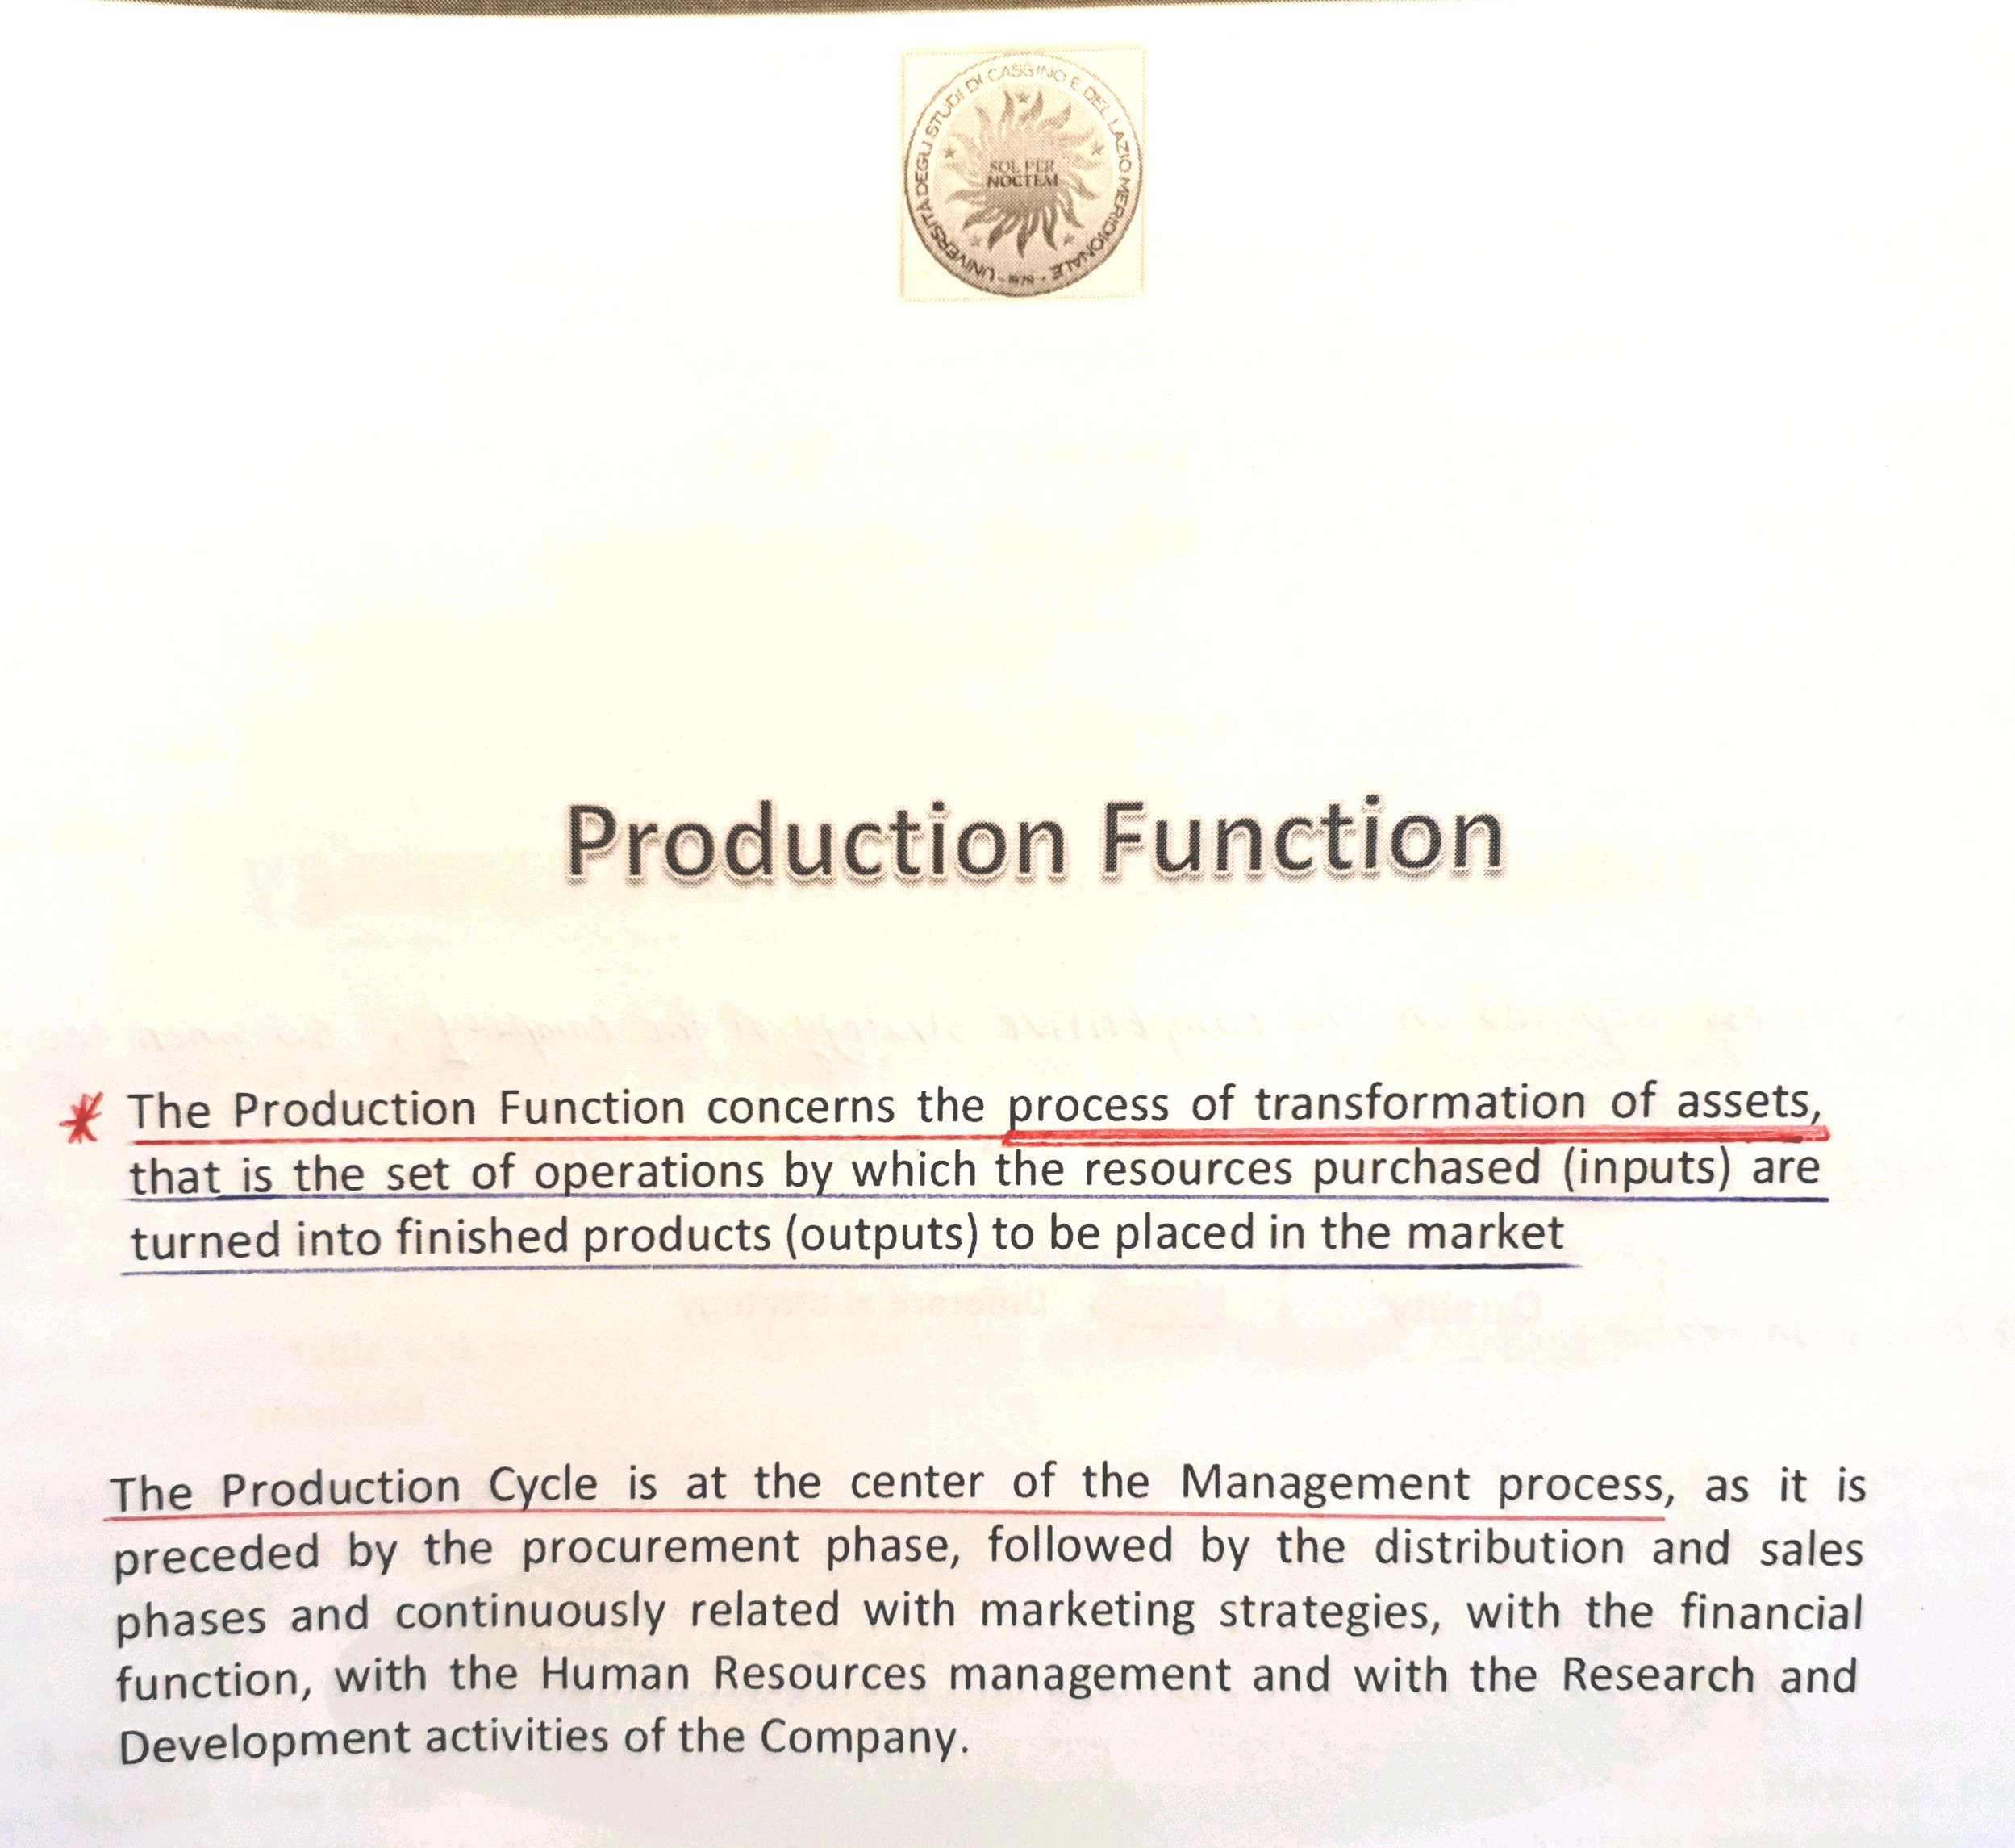 UNIVERSITÀ DEGLI STUDI DI CASSINO E DEL LAZIO MERIDIONALE
SOL PER
NOCTEM
1979
Production Function
* The Production Function concerns the process of transformation of assets,
that is the set of operations by which the resources purchased (inputs) are
turned into finished products (outputs) to be placed in the market
The Production Cycle is at the center of the Management process, as it is
preceded by the procurement phase, followed by the distribution and sales
phases and continuously related with marketing strategies, with the financial
function, with the Human Resources management and with the Research and
Development activities of the Company.